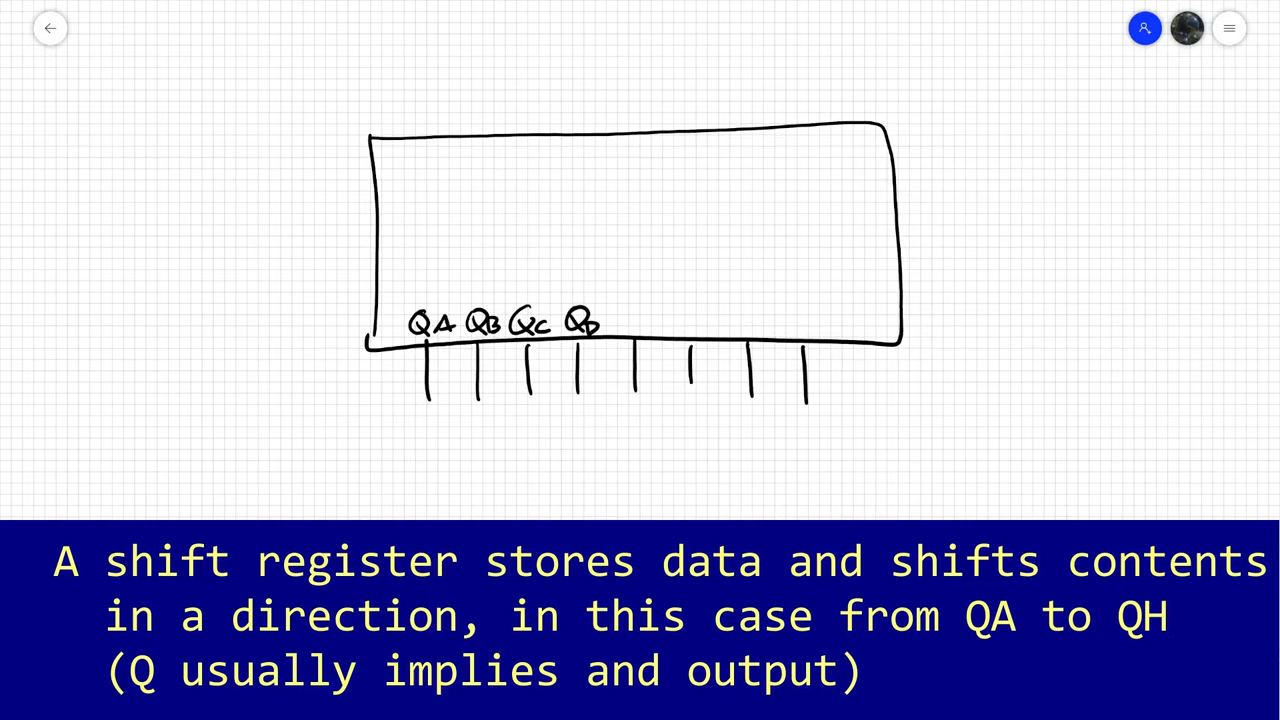 QA QB QC QD
A shift register stores data and shifts contents
in a direction, in this case from QA to QH
(Q usually implies and output)